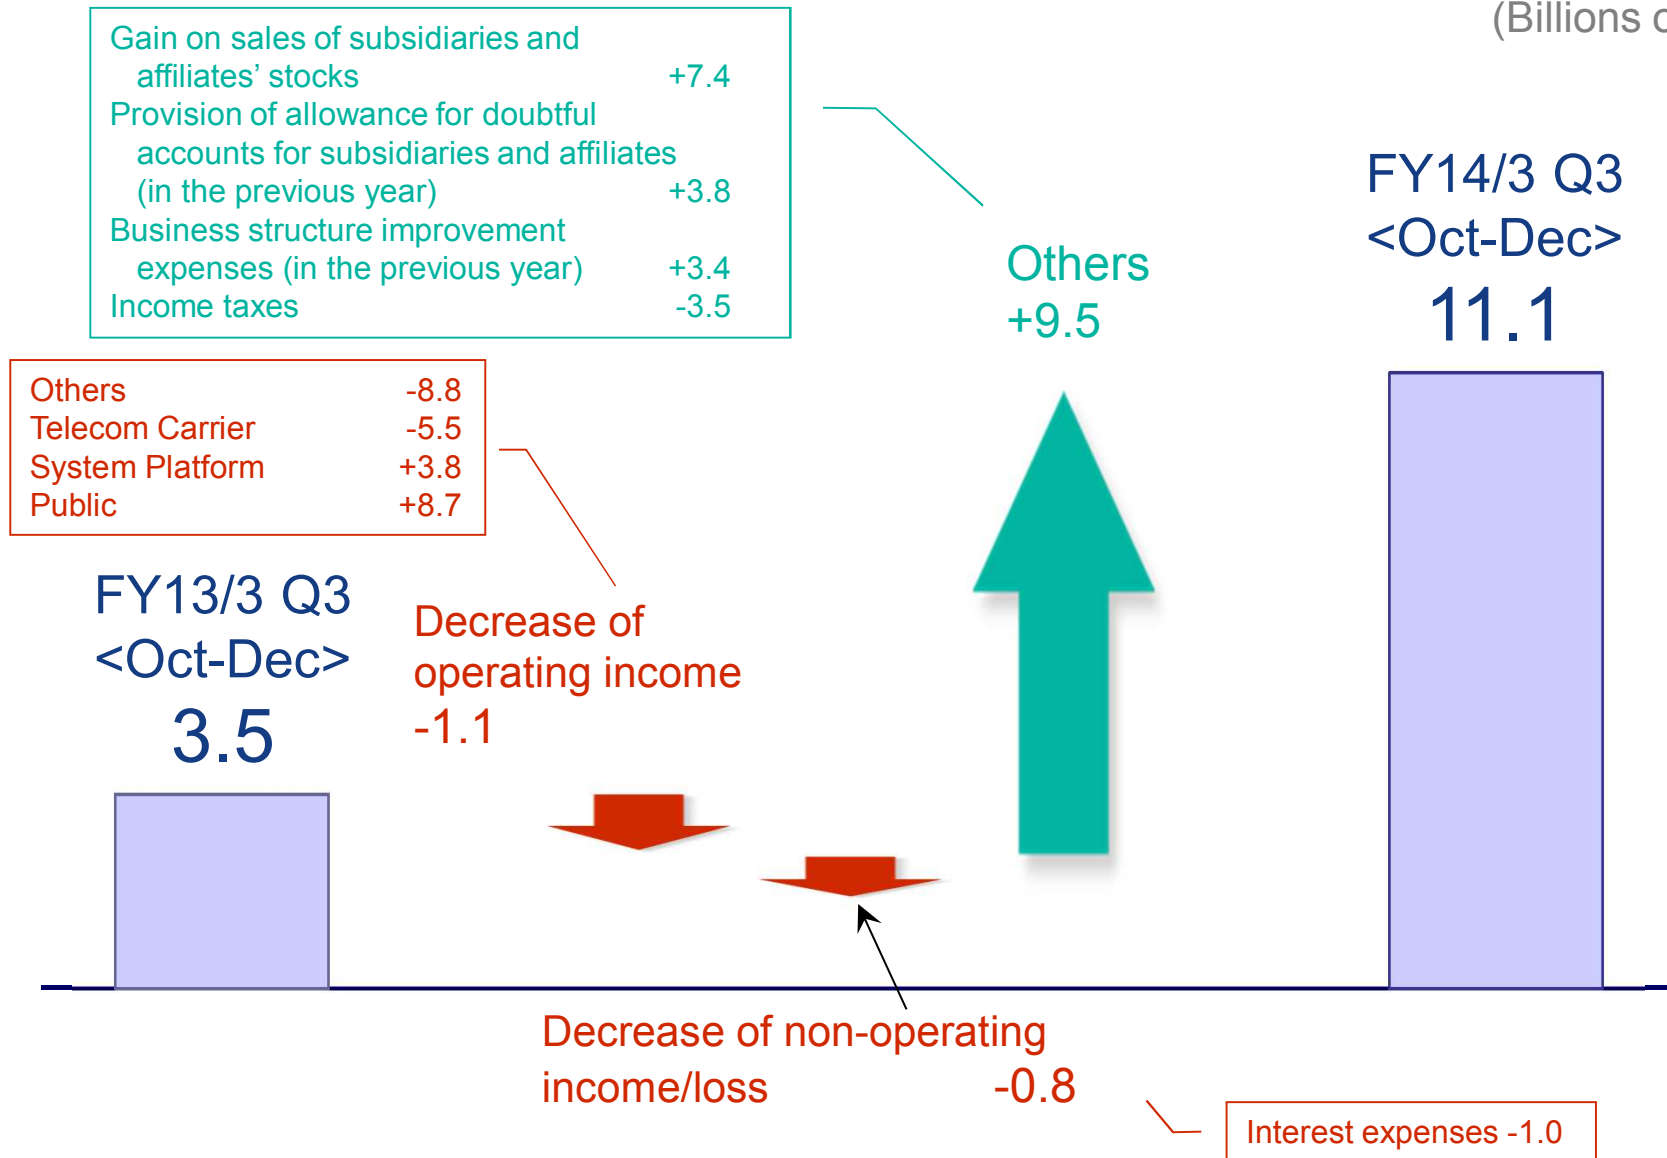 (Billions
Gain on sales of subsidiaries and
affiliates’ stocks +7.4
Provision of allowance for doubtful
accounts for subsidiaries and affiliates
(in the previous year) +3.8
Business structure improvement
expenses (in the previous year) +3.4
Income taxes -3.5
FY14/3 Q3
<Oct-Dec>
11.1
Others
+9.5
Others -8.8
Telecom Carrier -5.5
System Platform +3.8
Public +8.7
FY13/3 Q3
<Oct-Dec>
3.5
Decrease of
operating income
-1.1
Decrease of non-operating
income/loss -0.8
Interest expenses -1.0